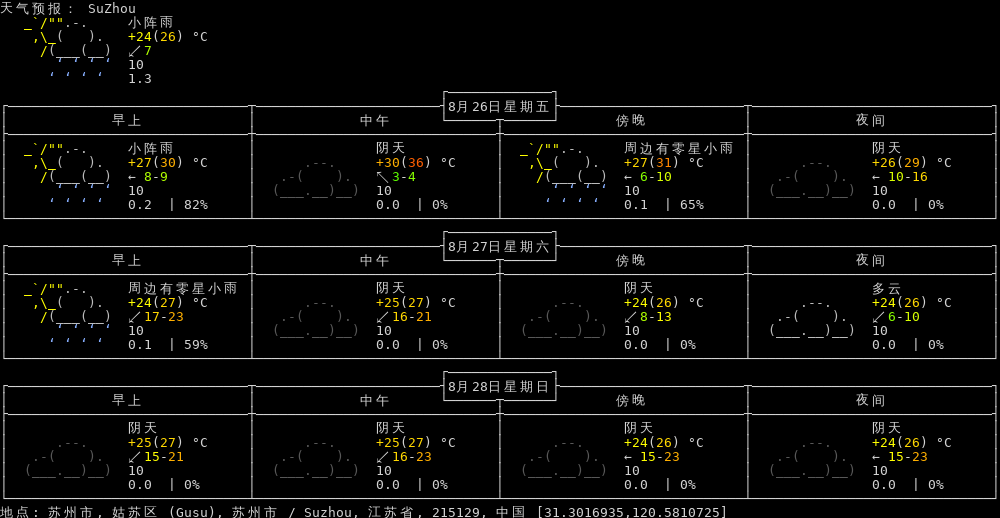 天气预报： SuZhou
小阵雨
+24(26) °C
↙ 7
10
1.3
8月26日星期五
早上 中午 傍晚 夜间
小阵雨 阴天 周边有零星小雨 阴天
+27(30) °C +30(36) °C +27(31) °C +26(29) °C
← 8-9 ↖ 3-4 ← 6-10 ← 10-16
10 10 10 10
0.2 | 82% 0.0 | 0% 0.1 | 65% 0.0 | 0%
8月27日星期六
早上 中午 傍晚 夜间
周边有零星小雨 阴天 阴天 多云
+24(27) °C +25(27) °C +24(26) °C +24(26) °C
↙ 17-23 ↙ 16-21 ↙ 8-13 ↙ 6-10
10 10 10 10
0.1 | 59% 0.0 | 0% 0.0 | 0% 0.0 | 0%
8月28日星期日
早上 中午 傍晚 夜间
阴天 阴天 阴天 阴天
+25(27) °C +25(27) °C +24(26) °C +24(26) °C
↙ 15-21 ↙ 16-23 ← 15-23 ← 15-23
10 10 10 10
0.0 | 0% 0.0 | 0% 0.0 | 0% 0.0 | 0%
地点: 苏州市, 姑苏区 (Gusu), 苏州市 / Suzhou, 江苏省, 215129, 中国 [31.3016935,120.5810725]